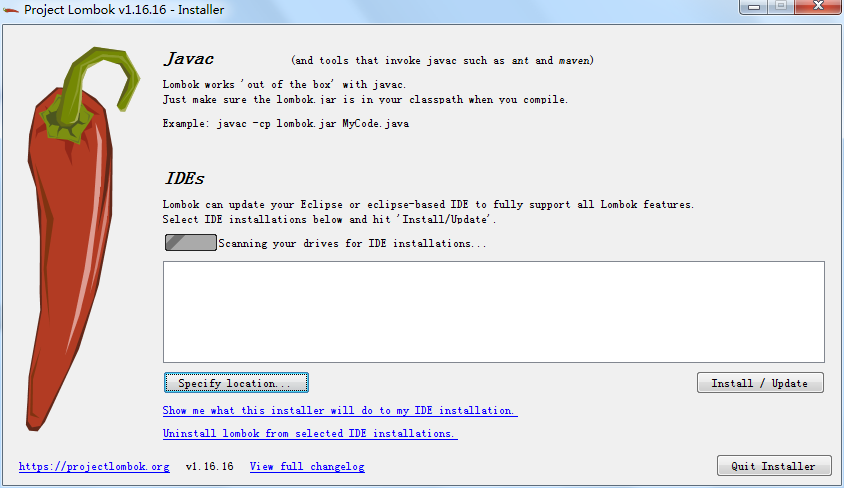 Project Lombok v1.16.16 - Installer
Javac (and tools that invoke javac such as ant and maven)
Lombok works 'out of the box' with javac.
Just make sure the lombok.jar is in your classpath when you compile.
Example: javac -cp lombok.jar MyCode.java
IDEs
Lombok can update your Eclipse or eclipse-based IDE to fully support all Lombok features.
Select IDE installations below and hit 'Install/Update'.
Scanning your drives for IDE installations...
Specify location... Install / Update
Show me what this installer will do to my IDE installation.
Uninstall lombok from selected IDE installations.
https://projectlombok.org v1.16.16 View full changelog Quit Installer